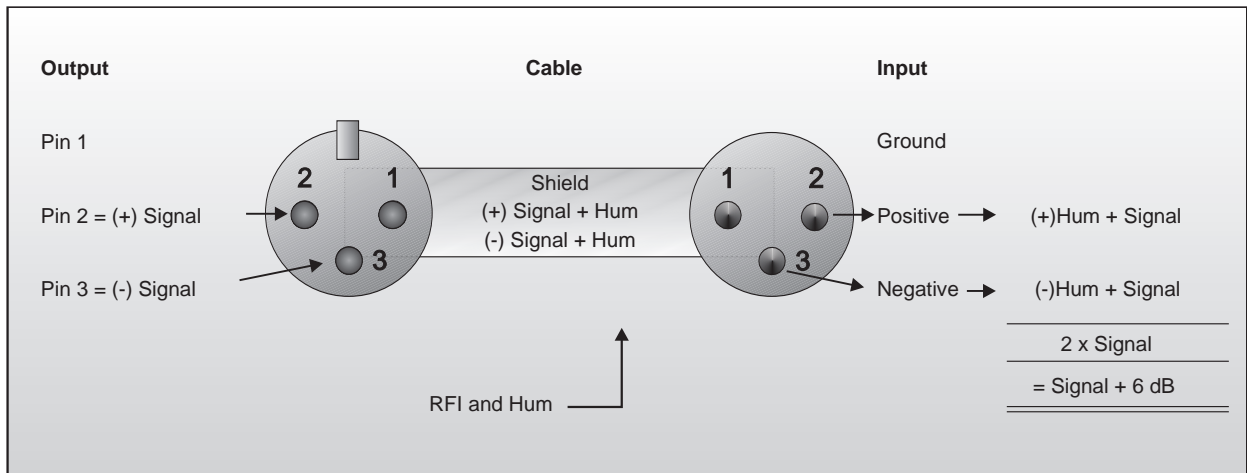 Output Cable Input
Pin 1 Ground
2 1 Shield 1 2
Pin 2 = (+) Signal (+) Signal + Hum Positive (+)Hum + Signal
(-) Signal + Hum
3 3
Pin 3 = (-) Signal Negative (-)Hum + Signal
2 x Signal
= Signal + 6 dB
RFI and Hum